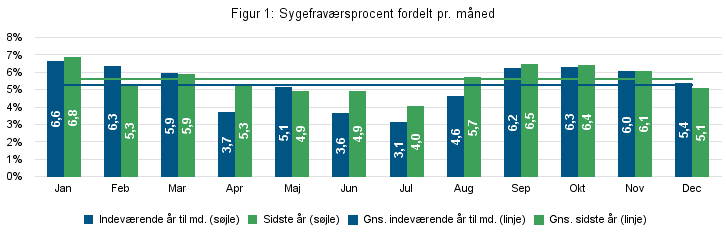 Figur 1: Sygefraværsprocent fordelt pr. måned
8%
7%
6%
5%
4%
3%
2%
1%
0%
6,6 6,8 6,3 5,3 5,9 5,9 3,7 5,3 5,1 4,9 3,6 4,9 3,1 4,0 4,6 5,7 6,2 6,5 6,3 6,4 6,0 6,1 5,4 5,1
Jan Feb Mar Apr Maj Jun Jul Aug Sep Okt Nov Dec
Indeværende år til md. (søjle) Sidste år (søjle) Gns. indeværende år til md. (linje) Gns. sidste år (linje)